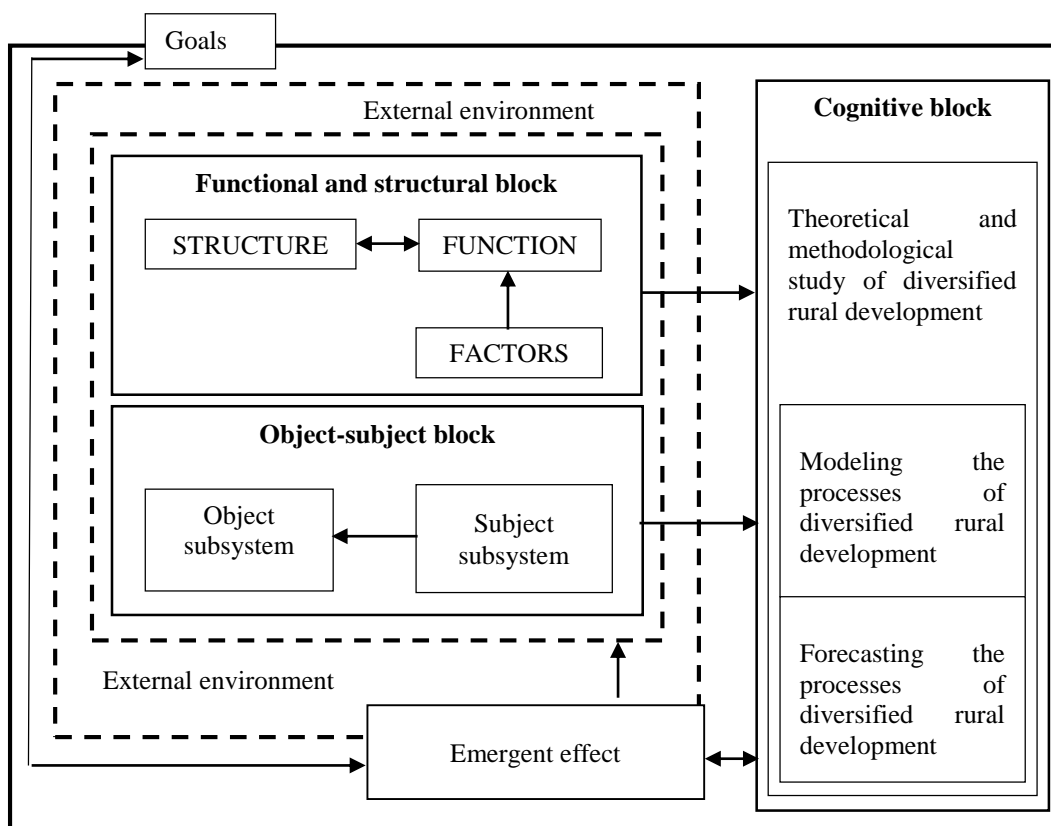 Goals
External environment
Functional and structural block
STRUCTURE
FUNCTION
FACTORS
Object-subject block
Object
subsystem
Subject
subsystem
External environment
Emergent effect
Cognitive block
Theoretical and
methodological
study of diversified
rural development
Modeling the
processes of
diversified rural
development
Forecasting the
processes of
diversified rural
development